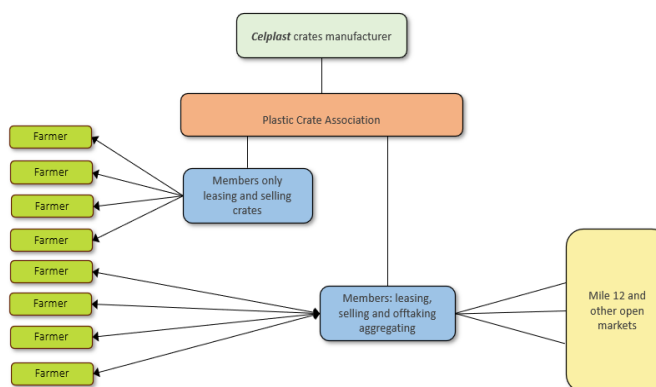 Celplast crates manufacturer
Plastic Crate Association
Farmer
Farmer
Farmer
Farmer
Members only
leasing and selling
crates
Farmer
Farmer
Farmer
Farmer
Members: leasing,
selling and offtaking
aggregating
Mile 12 and
other open
markets